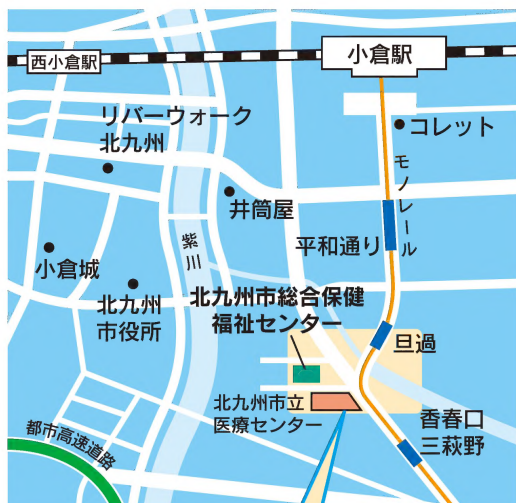 小倉駅
西小倉駅
リバーウォーク
北九州
コレット
モノレール
井筒屋
紫川
平和通り
小倉城
北九州
市役所
北九州市総合保健
福祉センター
旦過
北九州市立
医療センター
香春口
三萩野
都市高速道路